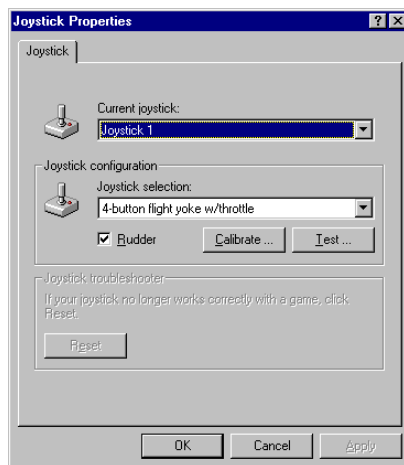 Joystick Properties
Joystick
Current joystick:
Joystick 1
Joystick configuration
Joystick selection:
4-button flight yoke w/throttle
Rudder
Calibrate ...
Test ...
Joystick troubleshooter
If your joystick no longer works correctly with a game, click
Reset.
Reset
OK
Cancel
Apply